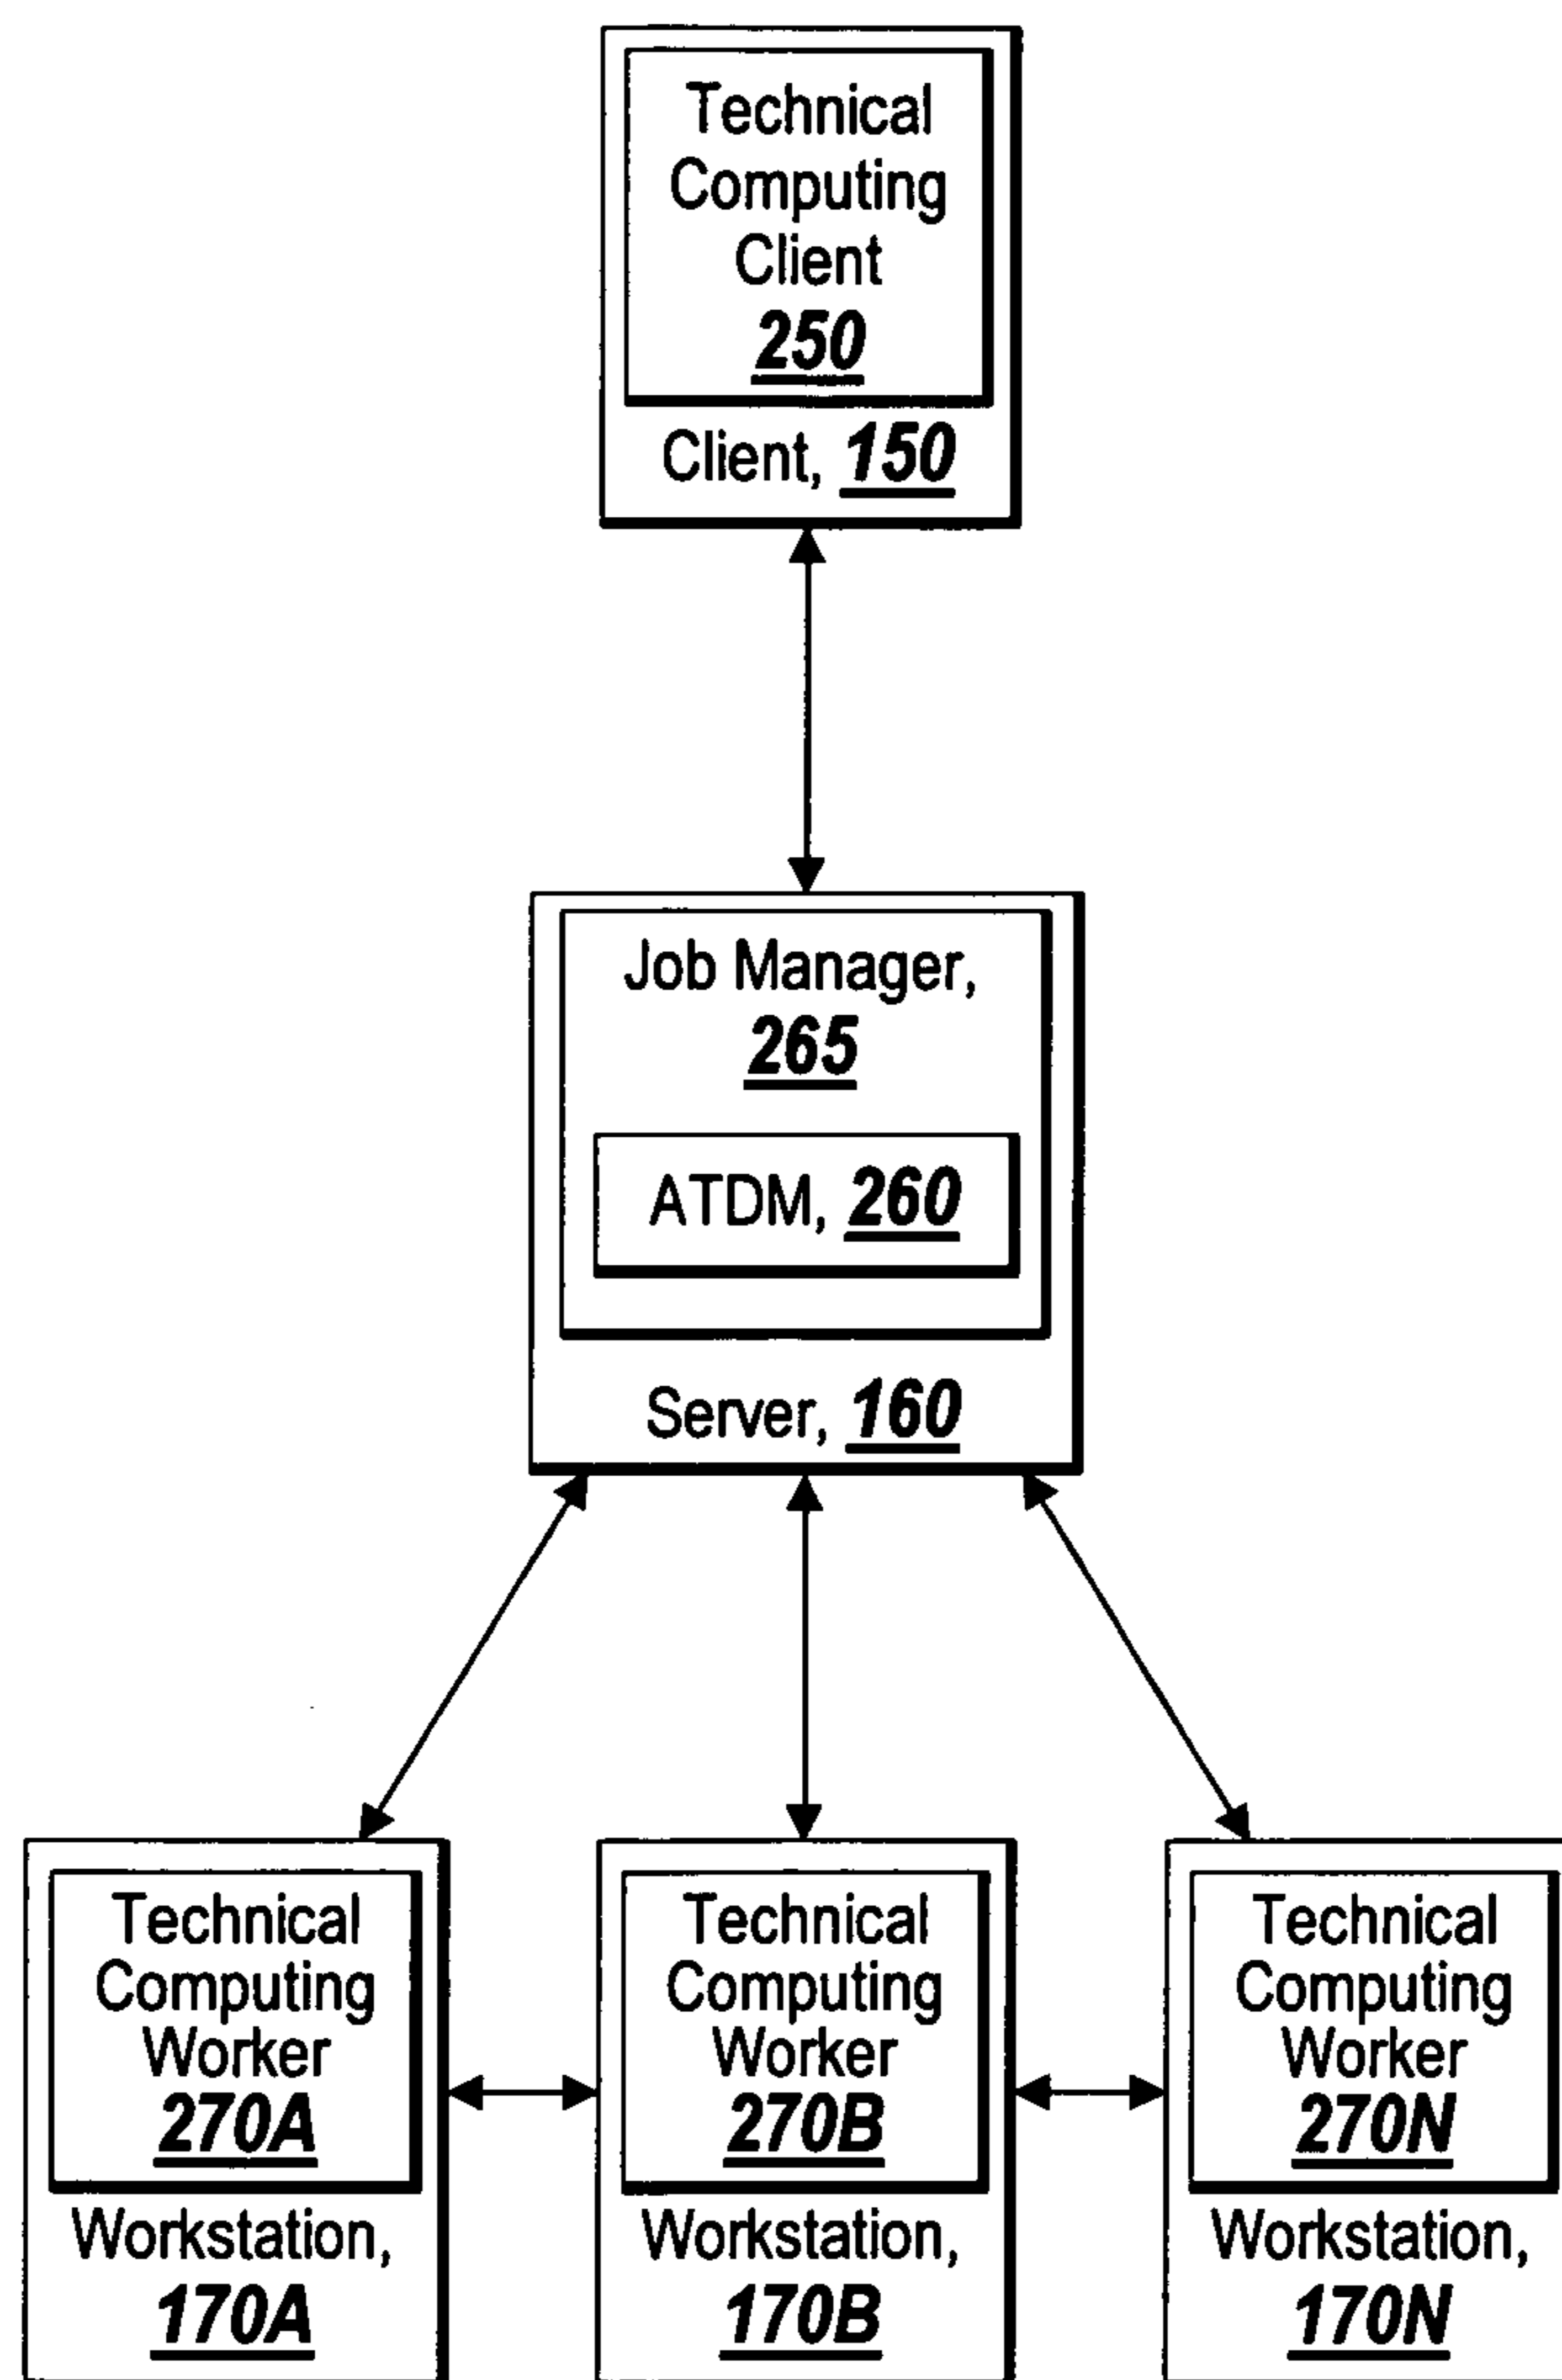 Technical
Computing
Client
250
Client, 150
Job Manager,
265
ATDM, 260
Server, 160
Technical
Computing
Worker
270A
Workstation,
170A
Technical
Computing
Worker
270B
Workstation,
170B
Technical
Computing
Worker
270N
Workstation,
170N